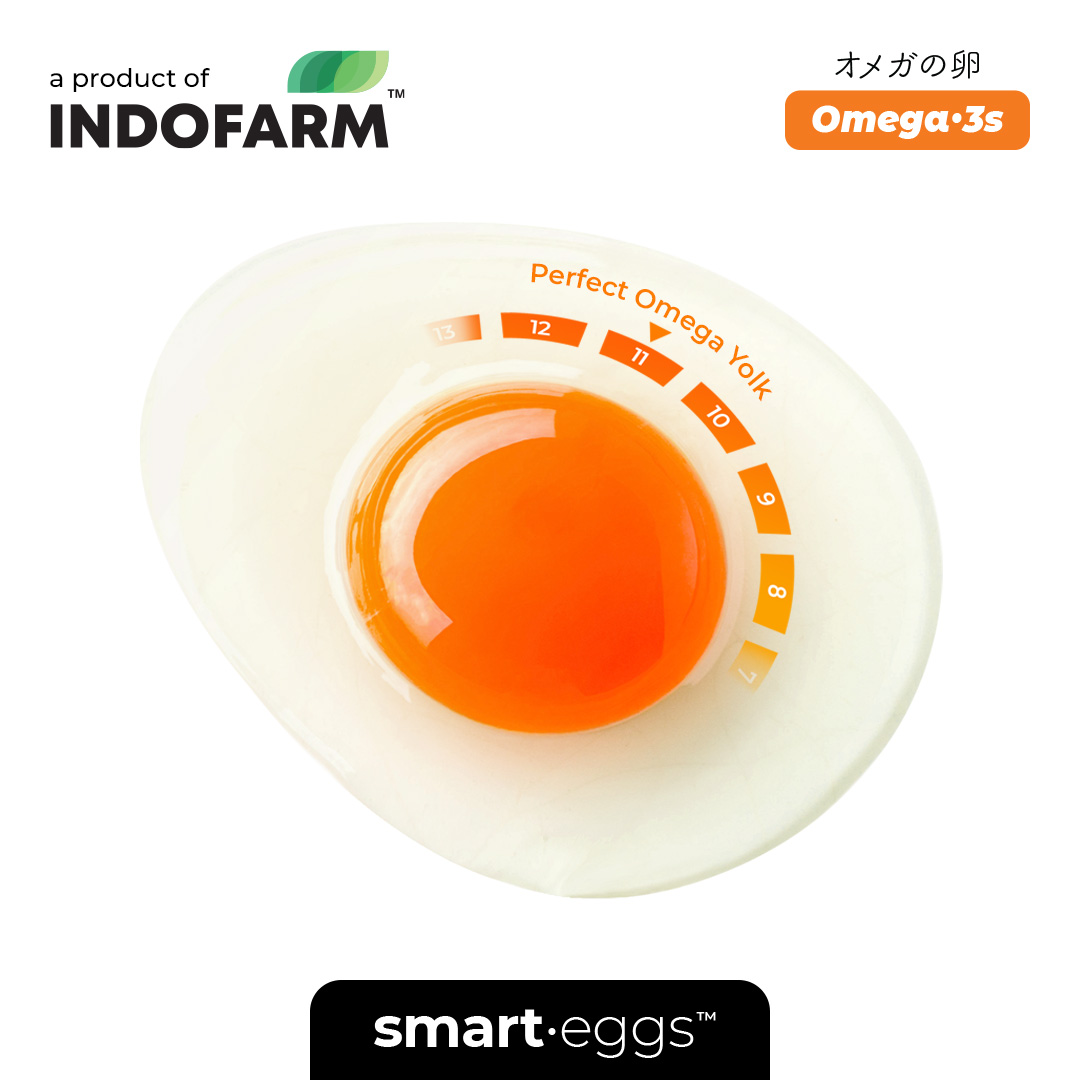 a product of
INDOFARM™
オメガの卵
Omega•3s
Perfect Omega Yolk
13
12
11
10
9
8
7
smart•eggs™